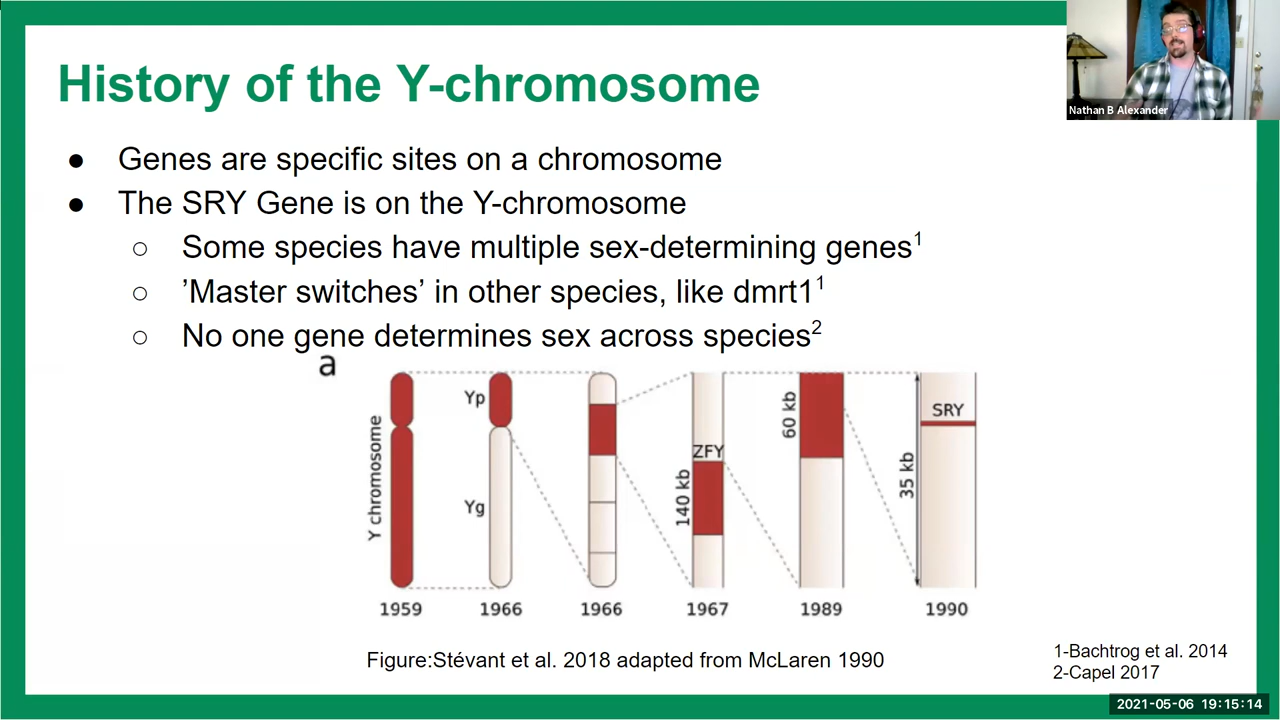 History of the Y-chromosome
Nathan B Alexander
● Genes are specific sites on a chromosome
● The SRY Gene is on the Y-chromosome
○ Some species have multiple sex-determining genes1
○ ’Master switches’ in other species, like dmrt11
○ No one gene determines sex across species2
a
Y chromosome
Yp
Yg
ZFY
140 kb
60 kb
SRY
35 kb
1959 1966 1966 1967 1989 1990
Figure:Stévant et al. 2018 adapted from McLaren 1990
1-Bachtrog et al. 2014
2-Capel 2017
2021-05-06 19:15:14